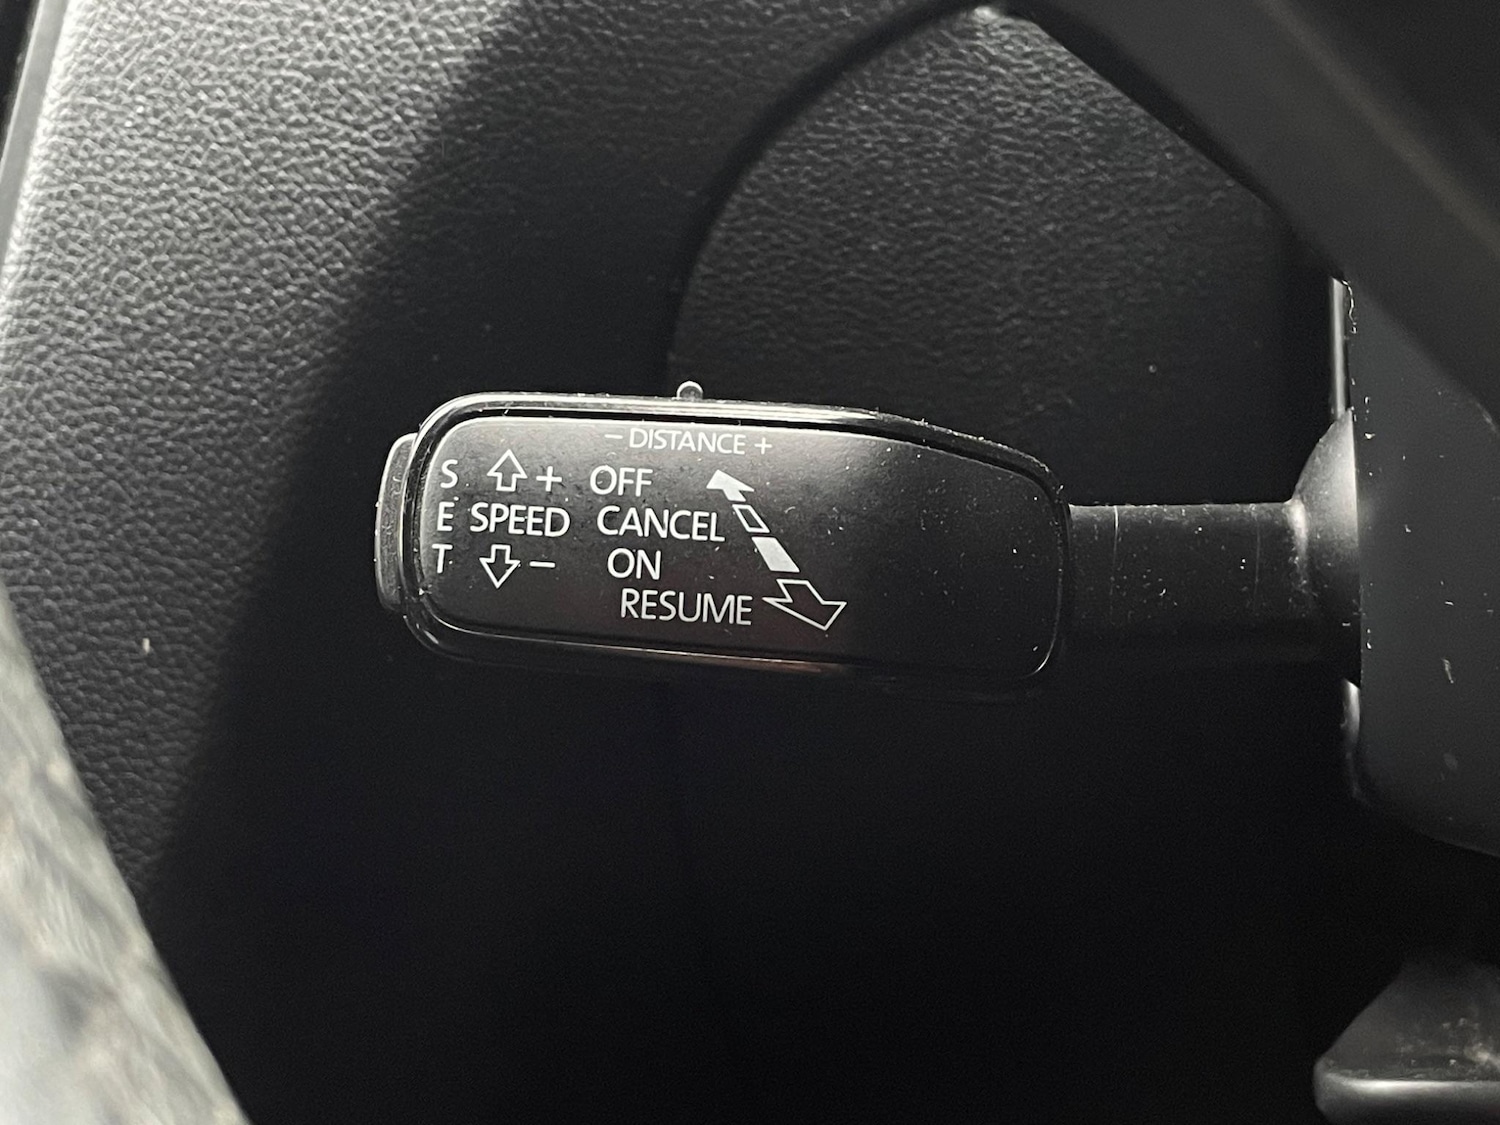 – DISTANCE +
S + OFF
E SPEED CANCEL
T – ON
RESUME